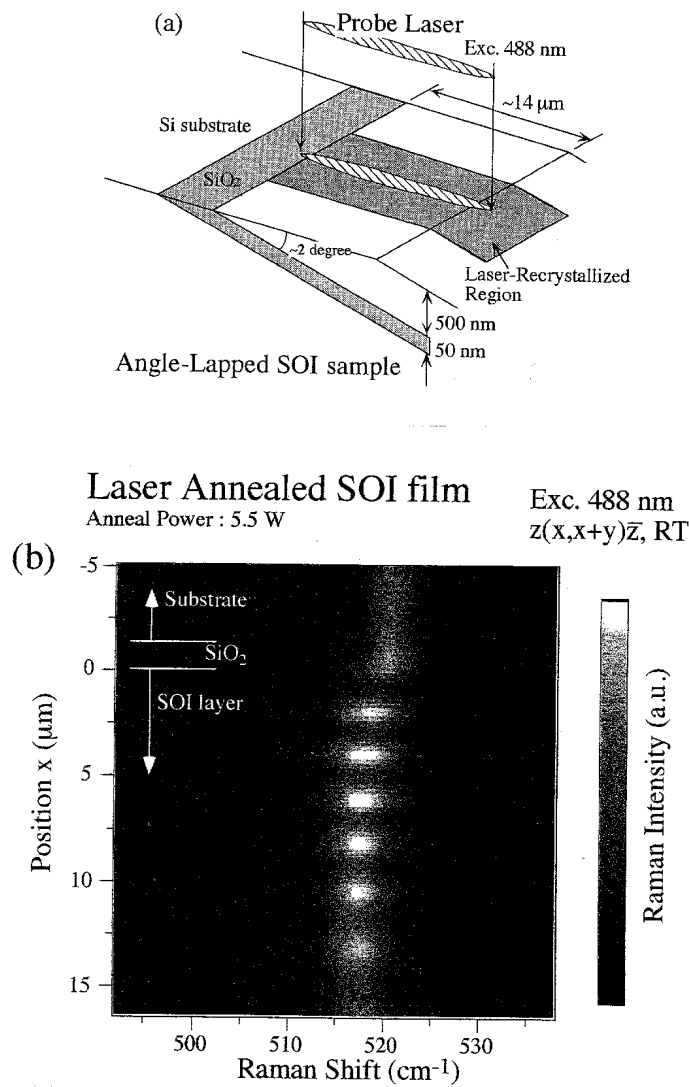 (a)
Probe Laser
Exc. 488 nm
~14 μm
Si substrate
SiO₂
~2 degree
Laser-Recrystallized
Region
500 nm
50 nm
Angle-Lapped SOI sample
Laser Annealed SOI film
Anneal Power : 5.5 W
Exc. 488 nm
z(x,x+y)z̅, RT
(b)
-5
Substrate
SiO₂
0
SOI layer
5
10
15
Position x (μm)
500
510
520
530
Raman Shift (cm⁻¹)
Raman Intensity (a.u.)